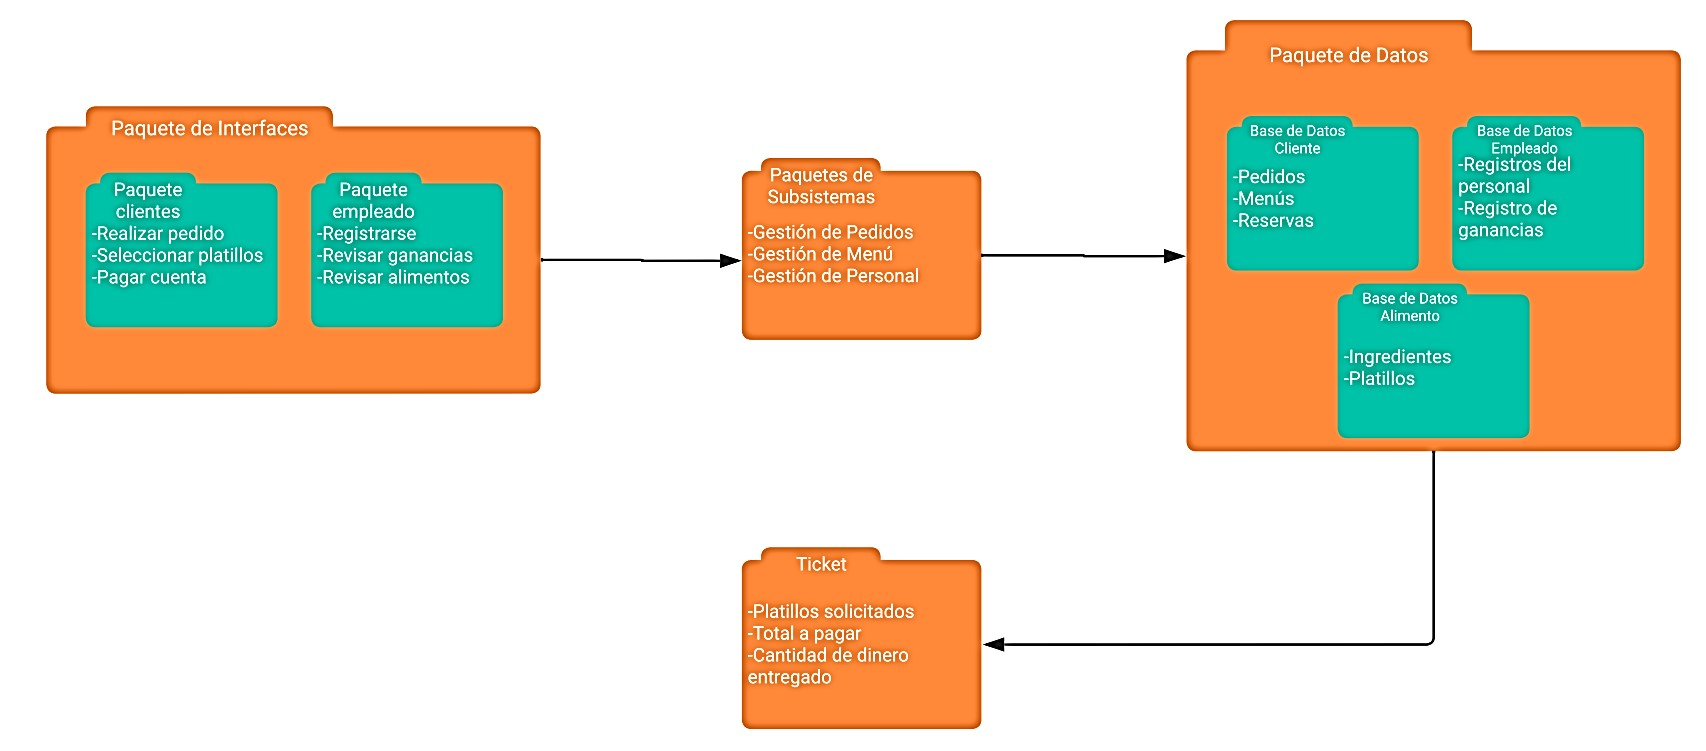 Paquete de Interfaces
Paquete
clientes
-Realizar pedido
-Seleccionar platillos
-Pagar cuenta
Paquete
empleado
-Registrarse
-Revisar ganancias
-Revisar alimentos
Paquetes de
Subsistemas
-Gestión de Pedidos
-Gestión de Menú
-Gestión de Personal
Paquete de Datos
Base de Datos
Cliente
-Pedidos
-Menús
-Reservas
Base de Datos
Empleado
-Registros del
personal
-Registro de
ganancias
Base de Datos
Alimento
-Ingredientes
-Platillos
Ticket
-Platillos solicitados
-Total a pagar
-Cantidad de dinero
entregado